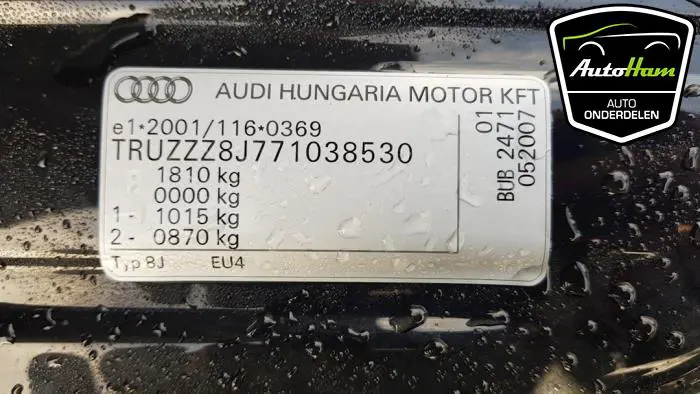 AUDI HUNGARIA MOTOR KFT
e1*2001/116*0369
TRUZZZ8J771038530
1810 kg
0000 kg
1- 1015 kg
2- 0870 kg
Typ 8J EU4
01
BUB 2471
052007
AutoHam
AUTO
ONDERDELEN